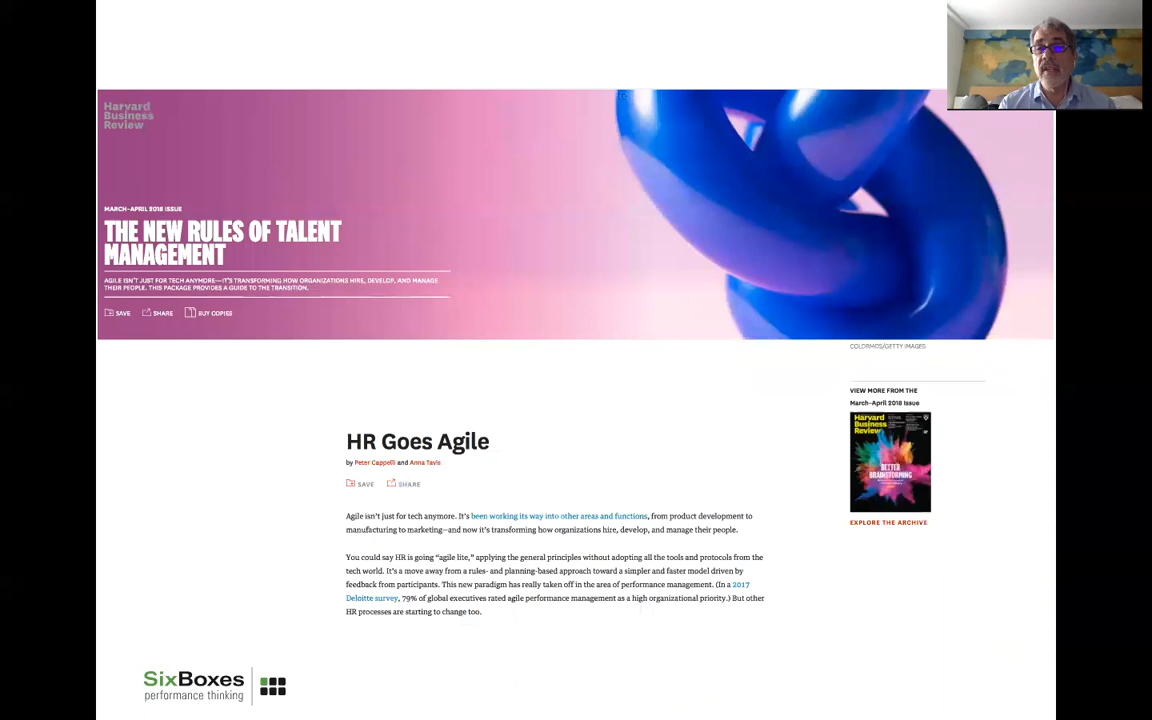 Harvard
Business
Review
MARCH–APRIL 2018 ISSUE
THE NEW RULES OF TALENT
MANAGEMENT
AGILE ISN'T JUST FOR TECH ANYMORE—IT'S TRANSFORMING HOW ORGANIZATIONS HIRE, DEVELOP, AND MANAGE
THEIR PEOPLE. THIS PACKAGE PROVIDES A GUIDE TO THE TRANSITION.
SAVE SHARE BUY COPIES
COLORMOS/GETTY IMAGES
VIEW MORE FROM THE
March–April 2018 Issue
Harvard
Business
Review
BETTER
BRAINSTORMING
EXPLORE THE ARCHIVE
HR Goes Agile
by Peter Cappelli and Anna Tavis
SAVE SHARE
Agile isn't just for tech anymore. It's been working its way into other areas and functions, from product development to
manufacturing to marketing—and now it's transforming how organizations hire, develop, and manage their people.
You could say HR is going “agile lite,” applying the general principles without adopting all the tools and protocols from the
tech world. It's a move away from a rules- and planning-based approach toward a simpler and faster model driven by
feedback from participants. This new paradigm has really taken off in the area of performance management. (In a 2017
Deloitte survey, 79% of global executives rated agile performance management as a high organizational priority.) But other
HR processes are starting to change too.
SixBoxes
performance thinking